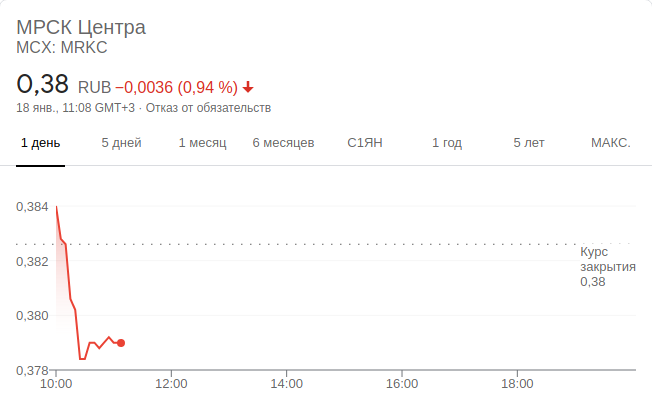 МРСК Центра
MCX: MRKC
0,38 RUB −0,0036 (0,94 %)
18 янв., 11:08 GMT+3 · Отказ от обязательств
1 день 5 дней 1 месяц 6 месяцев С1ЯН 1 год 5 лет МАКС.
0,384
0,382
0,380
0,378
Курс
закрытия
0,38
10:00 12:00 14:00 16:00 18:00